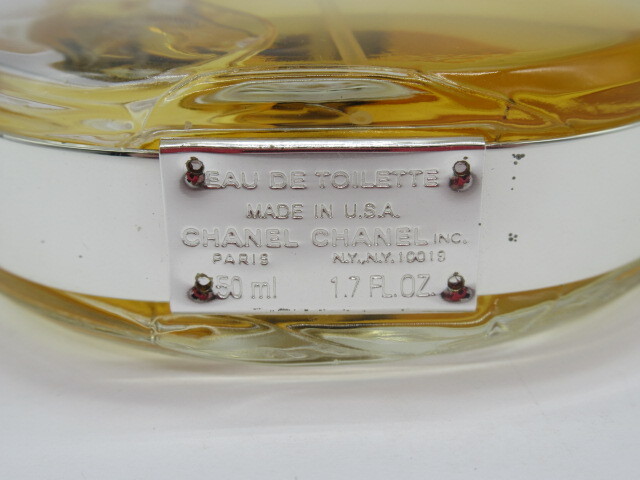 EAU DE TOILETTE
MADE IN U.S.A.
CHANEL CHANEL INC.
PARIS N.Y., N.Y. 10019
50 ml 1.7 FL.OZ.